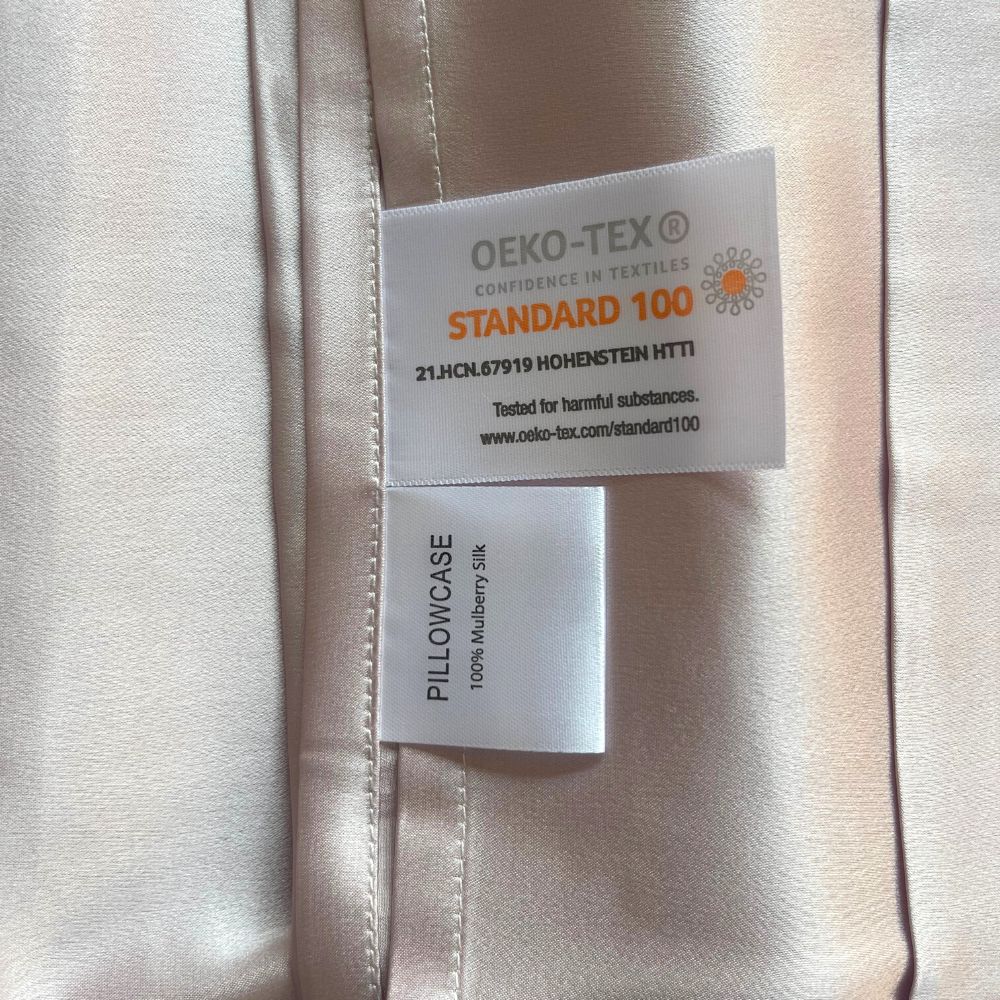 OEKO-TEX®
CONFIDENCE IN TEXTILES
STANDARD 100
21.HCN.67919 HOHENSTEIN HTTI
Tested for harmful substances.
www.oeko-tex.com/standard100
PILLOWCASE
100% Mulberry Silk